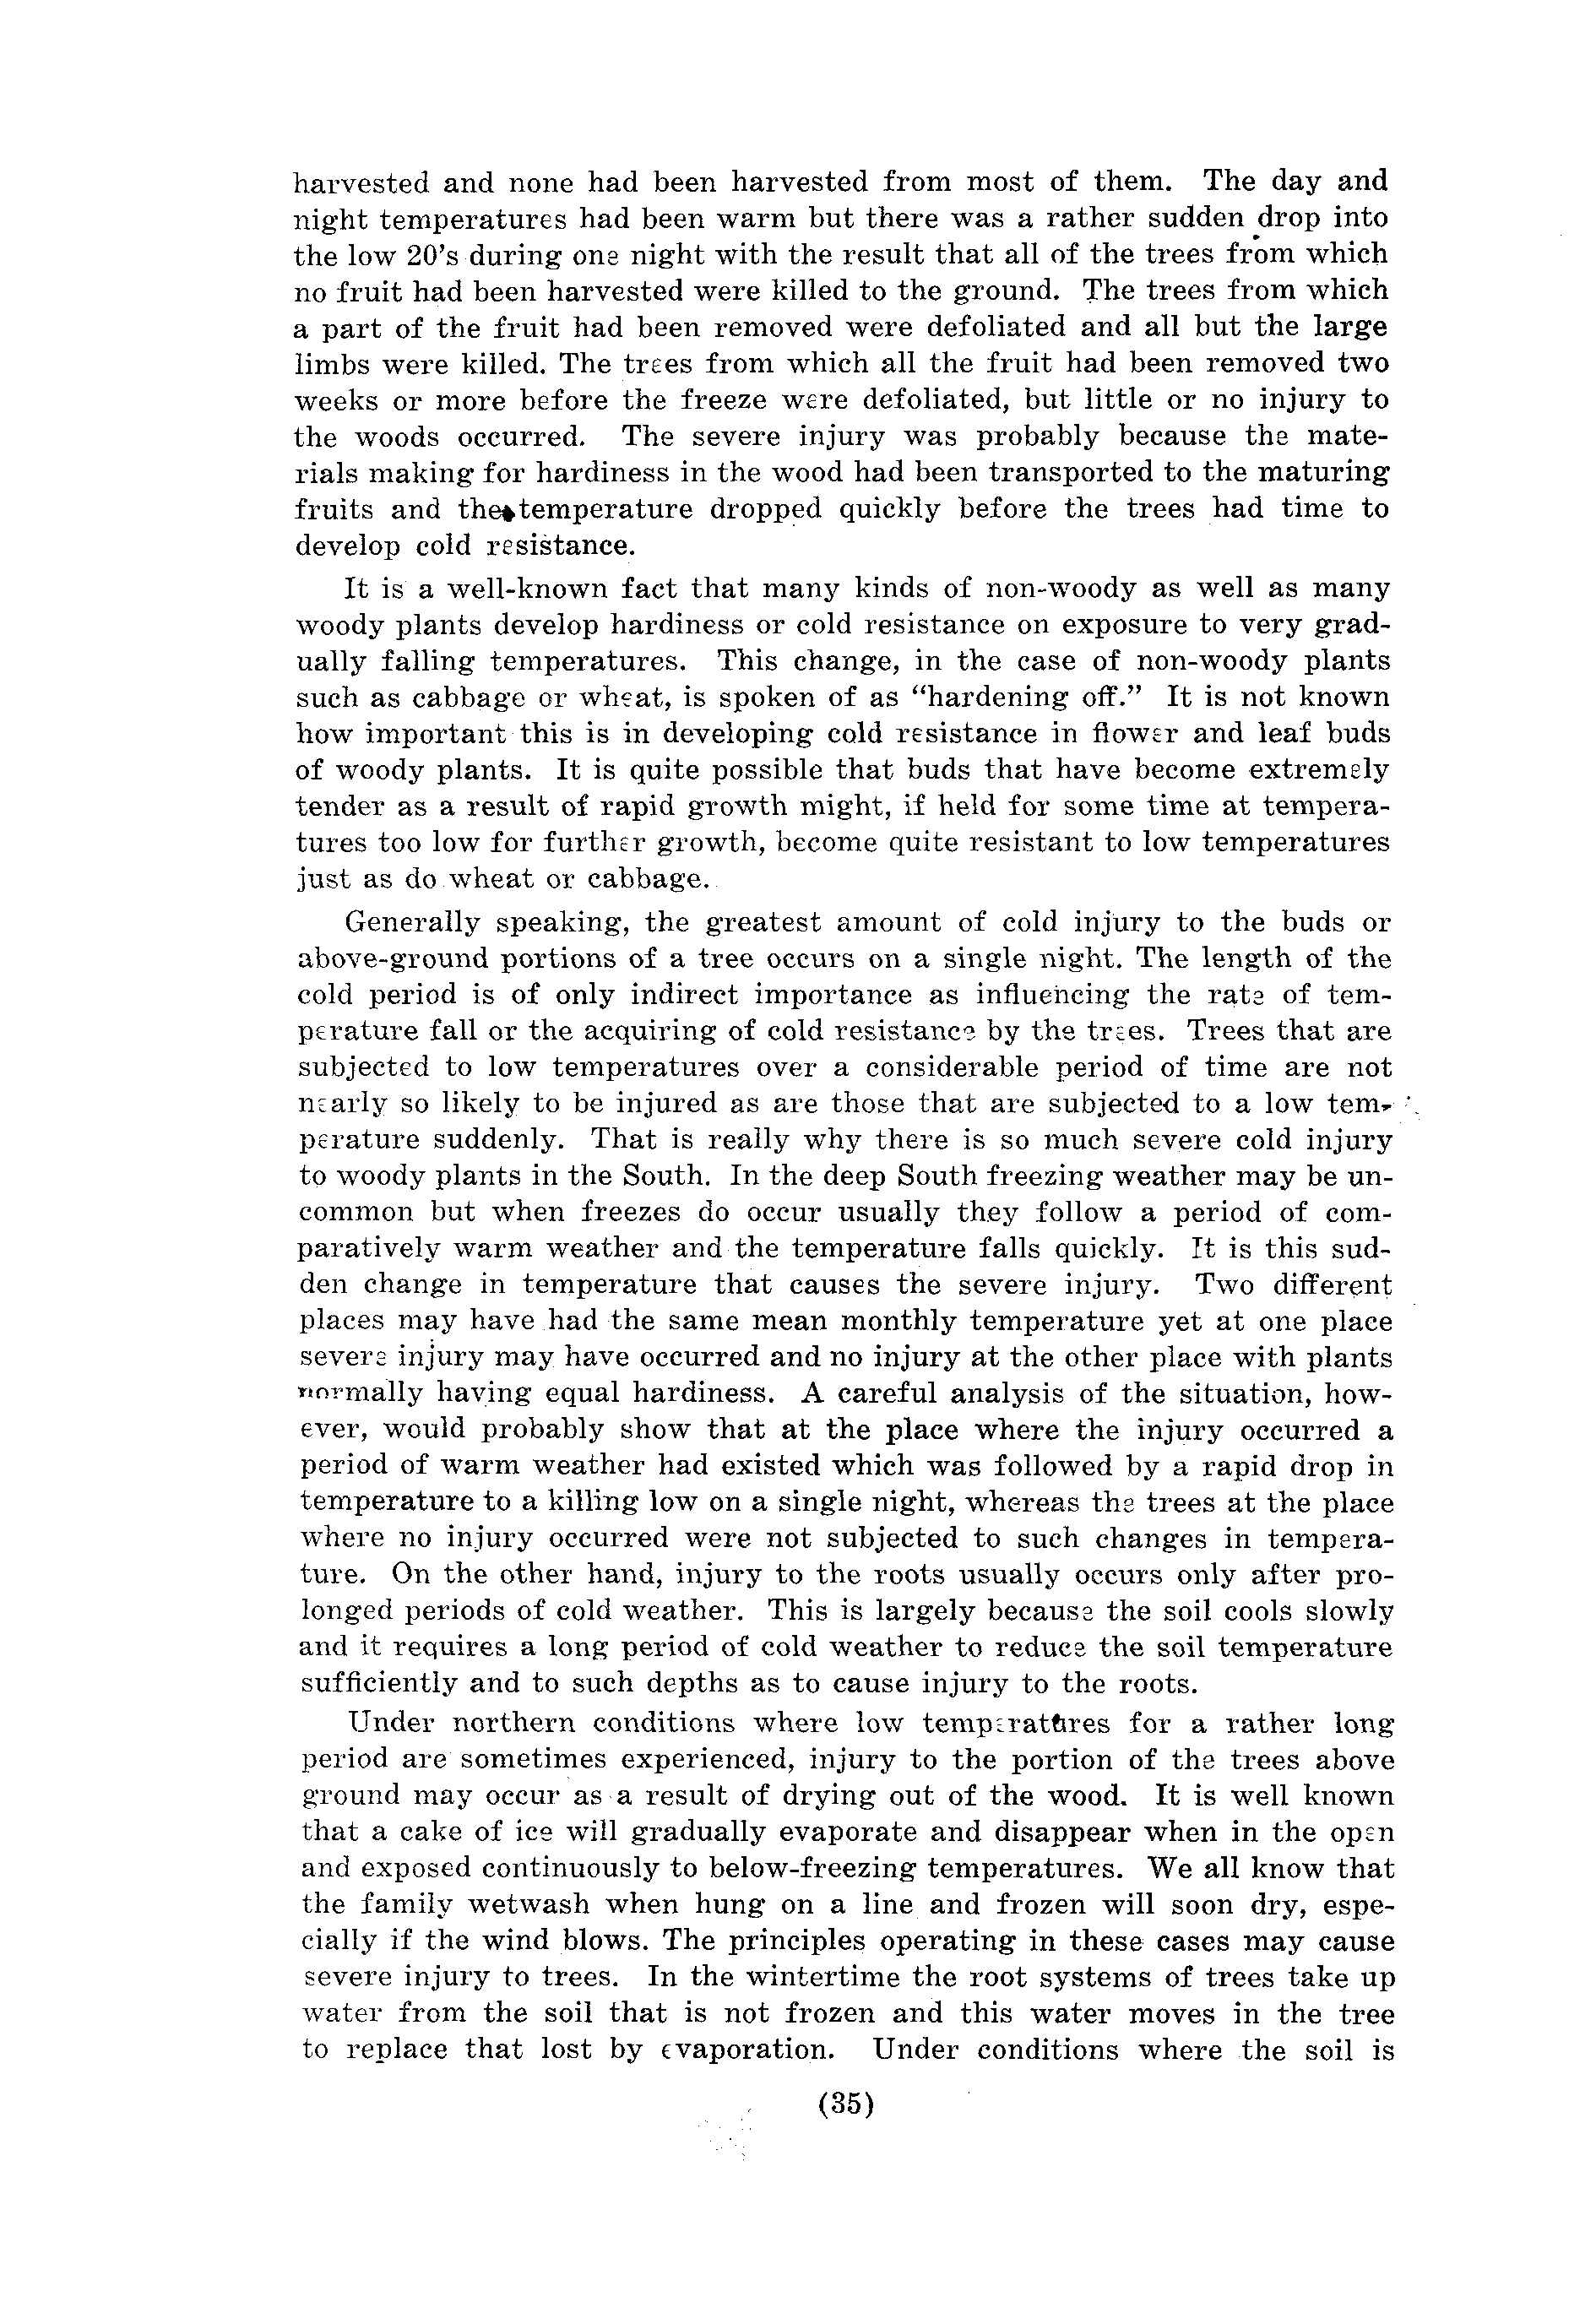 harvested and none had been harvested from most of them. The day and
night temperatures had been warm but there was a rather sudden drop into
the low 20's during one night with the result that all of the trees from which
no fruit had been harvested were killed to the ground. The trees from which
a part of the fruit had been removed were defoliated and all but the large
limbs were killed. The trees from which all the fruit had been removed two
weeks or more before the freeze were defoliated, but little or no injury to
the woods occurred. The severe injury was probably because the mate-
rials making for hardiness in the wood had been transported to the maturing
fruits and the temperature dropped quickly before the trees had time to
develop cold resistance.
It is a well-known fact that many kinds of non-woody as well as many
woody plants develop hardiness or cold resistance on exposure to very grad-
ually falling temperatures. This change, in the case of non-woody plants
such as cabbage or wheat, is spoken of as "hardening off." It is not known
how important this is in developing cold resistance in flower and leaf buds
of woody plants. It is quite possible that buds that have become extremely
tender as a result of rapid growth might, if held for some time at tempera-
tures too low for further growth, become quite resistant to low temperatures
just as do wheat or cabbage.
Generally speaking, the greatest amount of cold injury to the buds or
above-ground portions of a tree occurs on a single night. The length of the
cold period is of only indirect importance as influencing the rate of tem-
perature fall or the acquiring of cold resistance by the trees. Trees that are
subjected to low temperatures over a considerable period of time are not
nearly so likely to be injured as are those that are subjected to a low tem-
perature suddenly. That is really why there is so much severe cold injury
to woody plants in the South. In the deep South freezing weather may be un-
common but when freezes do occur usually they follow a period of com-
paratively warm weather and the temperature falls quickly. It is this sud-
den change in temperature that causes the severe injury. Two different
places may have had the same mean monthly temperature yet at one place
severe injury may have occurred and no injury at the other place with plants
normally having equal hardiness. A careful analysis of the situation, how-
ever, would probably show that at the place where the injury occurred a
period of warm weather had existed which was followed by a rapid drop in
temperature to a killing low on a single night, whereas the trees at the place
where no injury occurred were not subjected to such changes in tempera-
ture. On the other hand, injury to the roots usually occurs only after pro-
longed periods of cold weather. This is largely because the soil cools slowly
and it requires a long period of cold weather to reduce the soil temperature
sufficiently and to such depths as to cause injury to the roots.
Under northern conditions where low temperatures for a rather long
period are sometimes experienced, injury to the portion of the trees above
ground may occur as a result of drying out of the wood. It is well known
that a cake of ice will gradually evaporate and disappear when in the open
and exposed continuously to below-freezing temperatures. We all know that
the family wetwash when hung on a line and frozen will soon dry, espe-
cially if the wind blows. The principles operating in these cases may cause
severe injury to trees. In the wintertime the root systems of trees take up
water from the soil that is not frozen and this water moves in the tree
to replace that lost by evaporation. Under conditions where the soil is
(35)